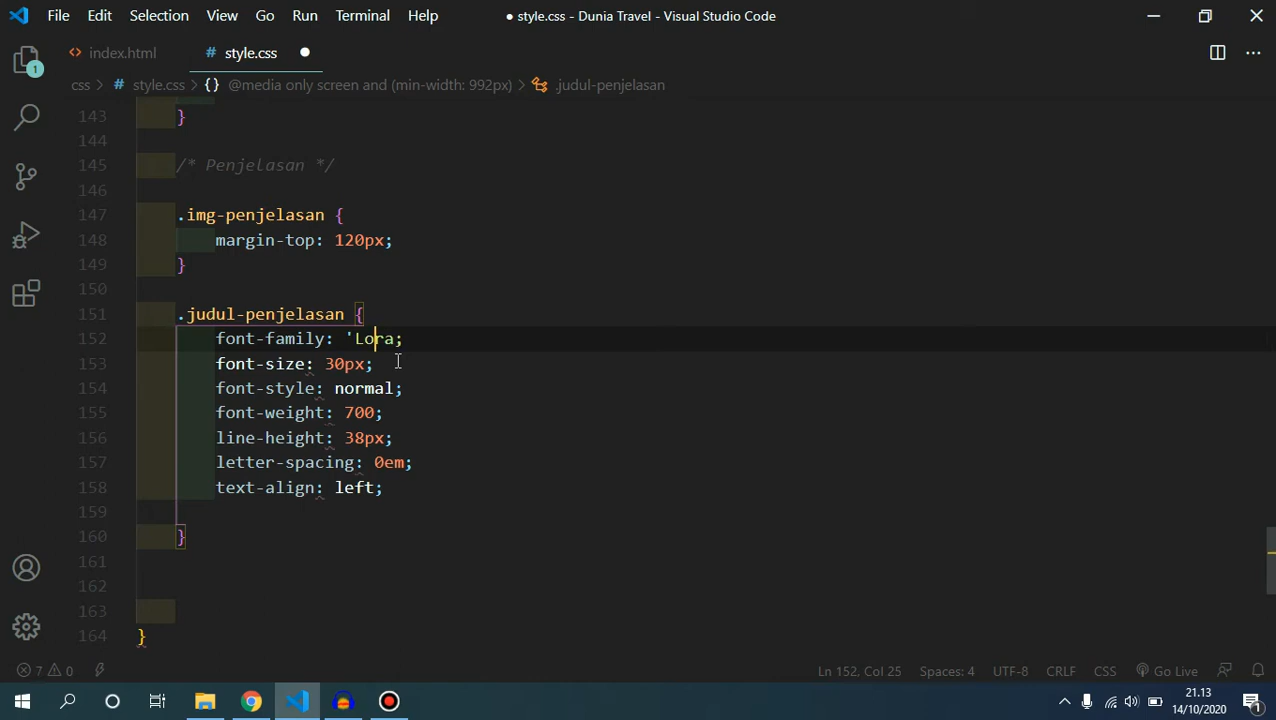 File Edit Selection View Go Run Terminal Help ● style.css - Dunia Travel - Visual Studio Code
<> index.html # style.css ●
css > # style.css > {} @media only screen and (min-width: 992px) > .judul-penjelasan
1
143 }
144
145 /* Penjelasan */
146
147 .img-penjelasan {
148 margin-top: 120px;
149 }
150
151 .judul-penjelasan {
152 font-family: 'Lora;
153 font-size: 30px;
154 font-style: normal;
155 font-weight: 700;
156 line-height: 38px;
157 letter-spacing: 0em;
158 text-align: left;
159
160 }
161
162
163
164 }
7 0 Ln 152, Col 25 Spaces: 4 UTF-8 CRLF CSS Go Live
21.13
14/10/2020 1